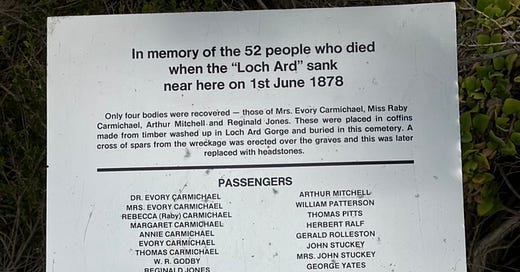 In memory of the 52 people who died
when the "Loch Ard" sank
near here on 1st June 1878
Only four bodies were recovered — those of Mrs. Evory Carmichael, Miss Raby
Carmichael, Arthur Mitchell and Reginald Jones. These were placed in coffins
made from timber washed up in Loch Ard Gorge and buried in this cemetery. A
cross of spars from the wreckage was erected over the graves and this was later
replaced with headstones.
PASSENGERS
DR. EVORY CARMICHAEL
MRS. EVORY CARMICHAEL
REBECCA (Raby) CARMICHAEL
MARGARET CARMICHAEL
ANNIE CARMICHAEL
EVORY CARMICHAEL
THOMAS CARMICHAEL
W. R. GODBY
REGINALD JONES
ARTHUR MITCHELL
WILLIAM PATTERSON
THOMAS PITTS
HERBERT RALF
GERALD ROLLESTON
JOHN STUCKEY
MRS. JOHN STUCKEY
GEORGE YATES